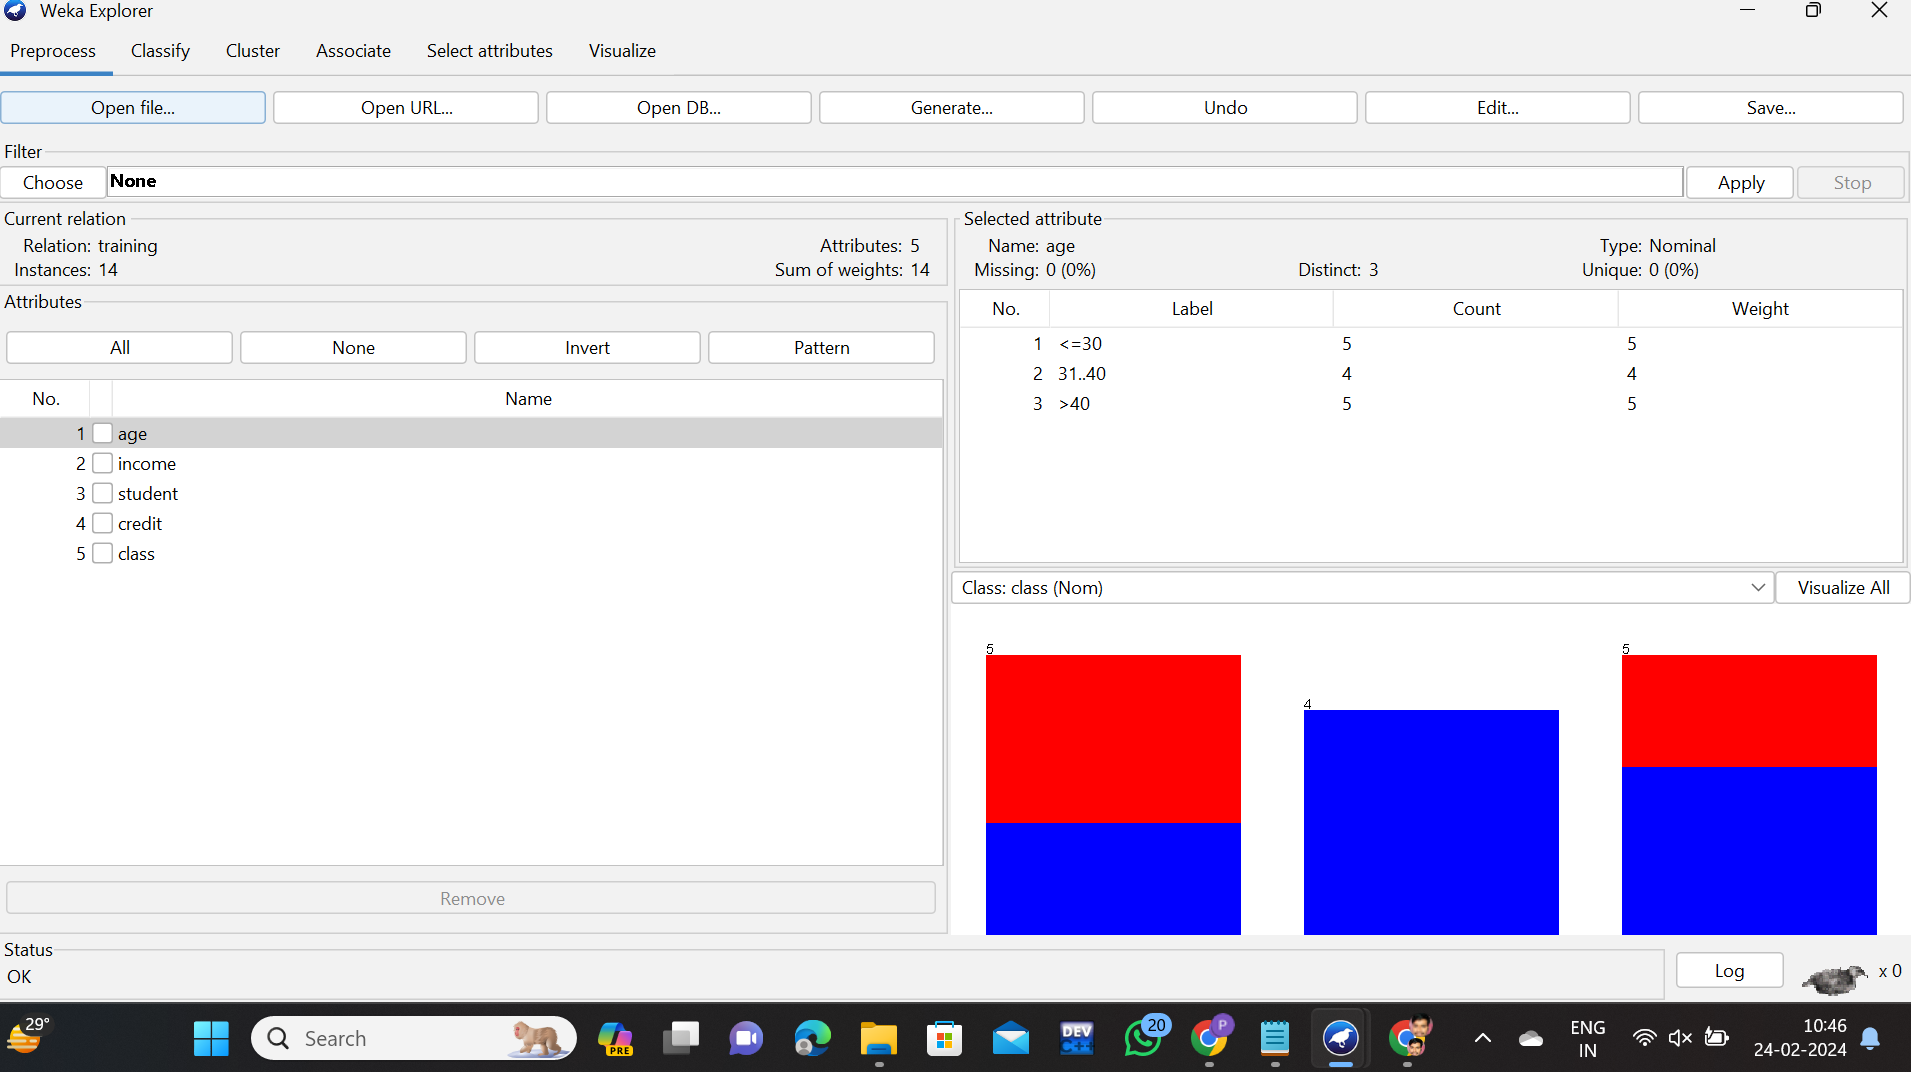 Weka Explorer
Preprocess Classify Cluster Associate Select attributes Visualize
Open file... Open URL... Open DB... Generate... Undo Edit... Save...
Filter
Choose None Apply Stop
Current relation
Relation: training Attributes: 5
Instances: 14 Sum of weights: 14
Attributes
All None Invert Pattern
No. Name
1 age
2 income
3 student
4 credit
5 class
Remove
Selected attribute
Name: age Type: Nominal
Missing: 0 (0%) Distinct: 3 Unique: 0 (0%)
No. Label Count Weight
1 <=30 5 5
2 31..40 4 4
3 >40 5 5
Class: class (Nom) Visualize All
5 4 5
Status
OK
Log x 0
29° Search PRE DEV C++ 20 P ENG IN 10:46
24-02-2024